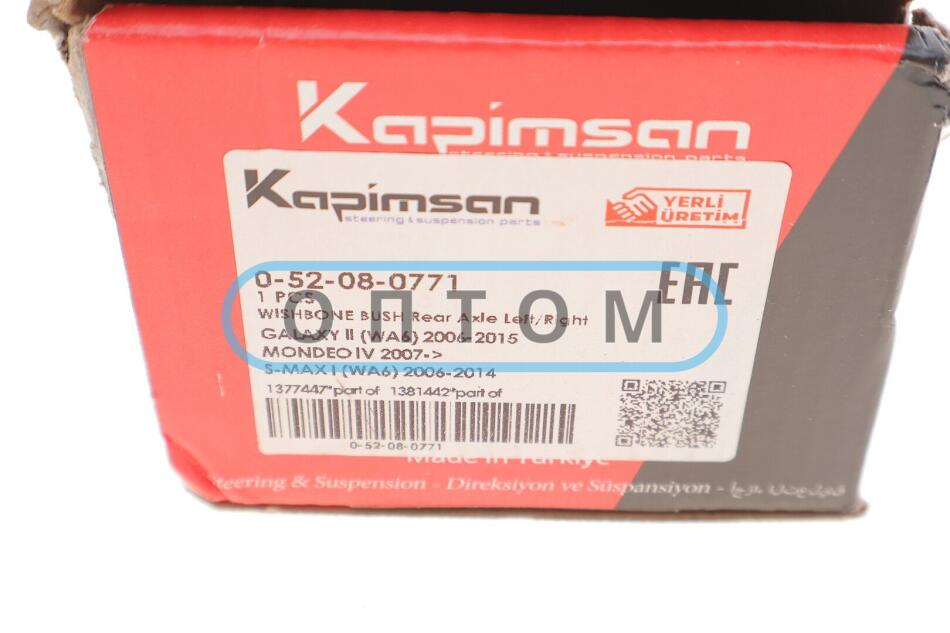 Kapimsan
steering & suspension parts
Kapimsan
steering & suspension parts
YERLİ
ÜRETİM
0-52-08-0771
EAC
1 PCS
WISHBONE BUSH Rear Axle Left/Right
ОПТОМ
GALAXY II (WA6) 2006-2015
MONDEO IV 2007->
S-MAX I (WA6) 2006-2014
1377447*part of 1381442*part of
0-52-08-0771
Made in Türkiye
Steering & Suspension - Direksiyon ve Süspansiyon -